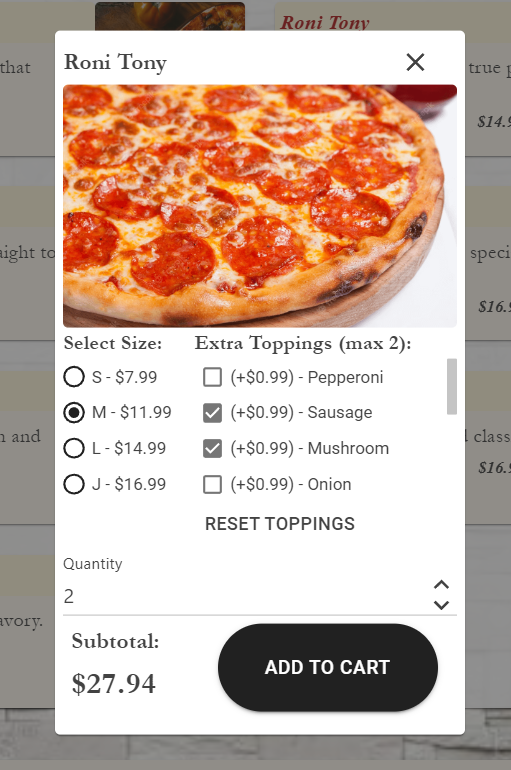 Roni Tony
that
Roni Tony
true
$14.9
Select Size:
Extra Toppings (max 2):
aight to
speci
$16.9
S - $7.99
(+$0.99) - Pepperoni
M - $11.99
(+$0.99) - Sausage
and
class
L - $14.99
(+$0.99) - Mushroom
$16.9
J - $16.99
(+$0.99) - Onion
RESET TOPPINGS
Quantity
2
avory.
Subtotal:
$27.94
ADD TO CART